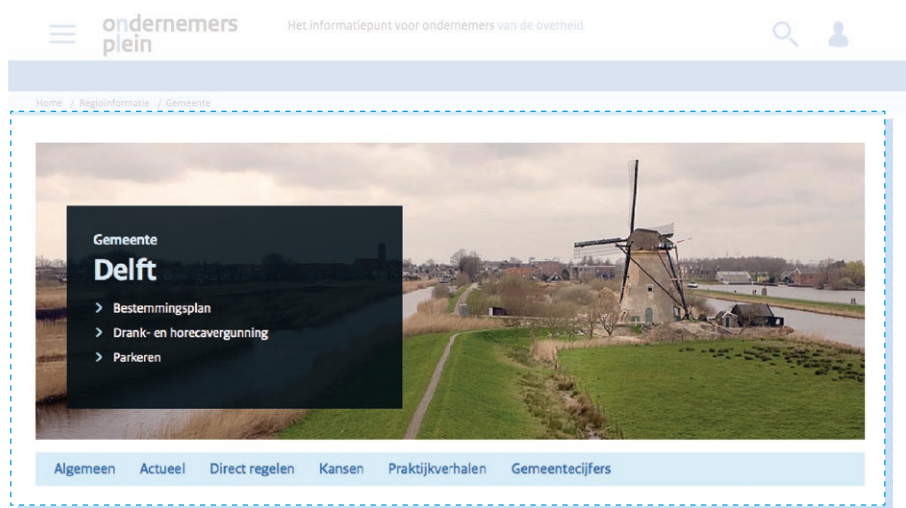 ondernemers
plein
Het informatiepunt voor ondernemers van de overheid
Home / Regioinformatie / Gemeente
Gemeente
Delft
Bestemmingsplan
Drank- en horecavergunning
Parkeren
Algemeen Actueel Direct regelen Kansen Praktijkverhalen Gemeentecijfers